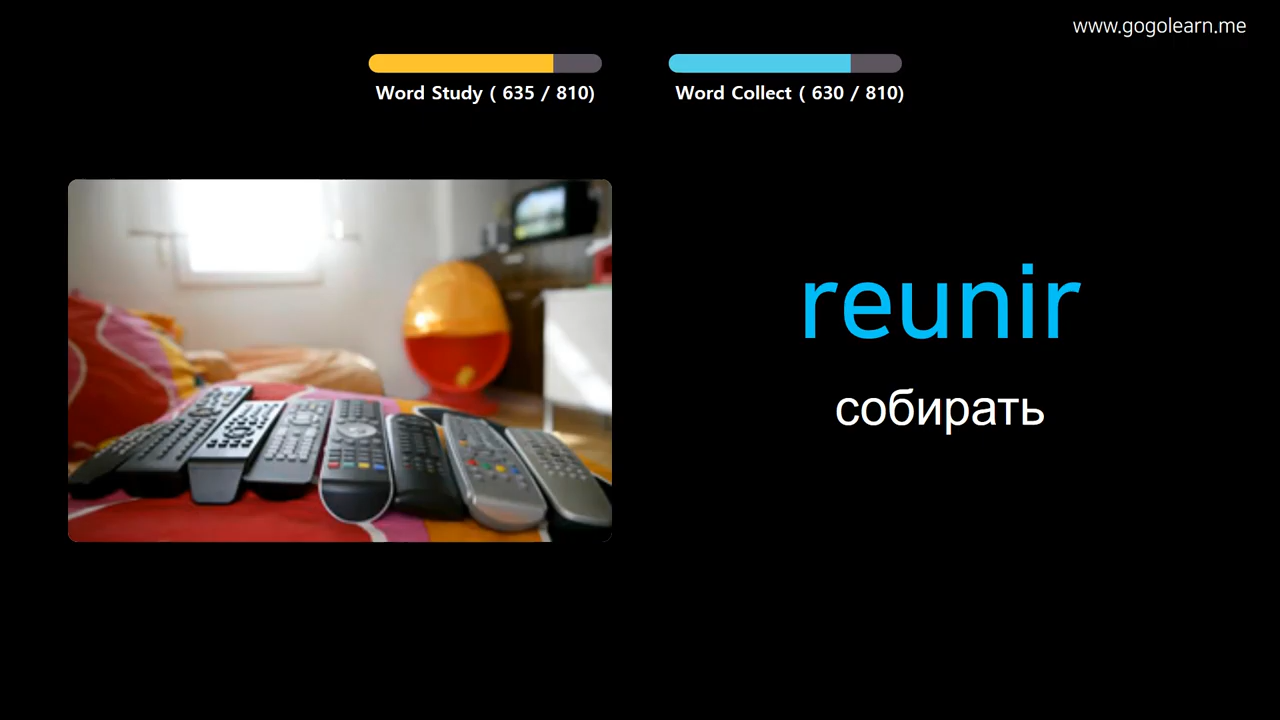 www.gogolearn.me
Word Study ( 635 / 810)
Word Collect ( 630 / 810)
reunir
собирать